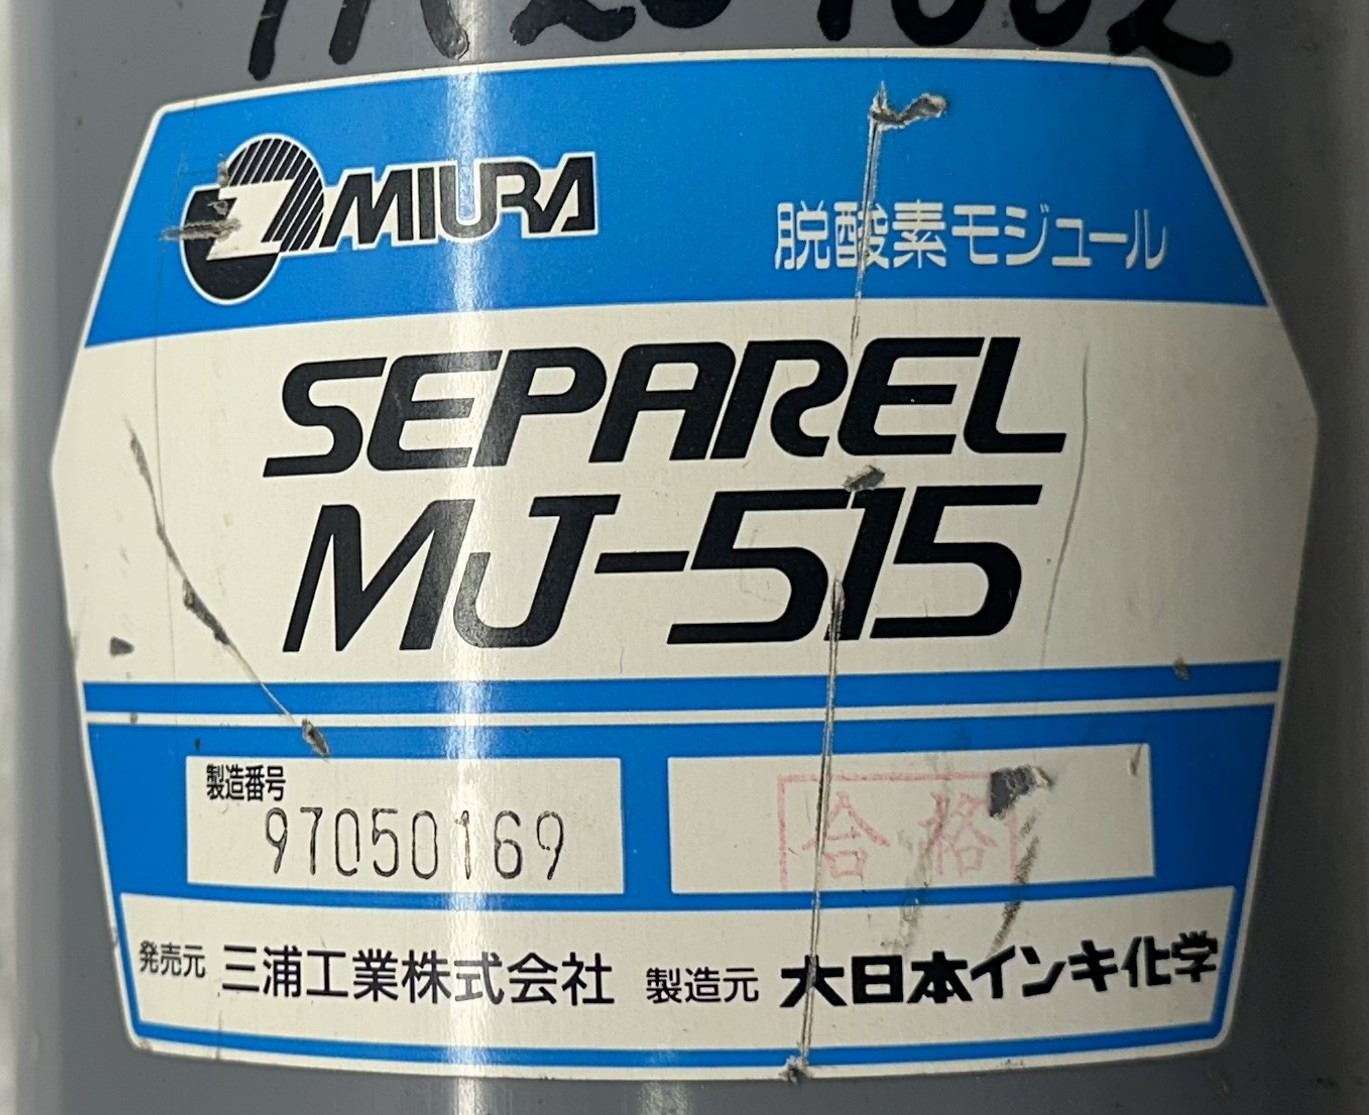 MIURA
脱酸素モジュール
SEPAREL
MJ-515
製造番号
97050169
合格
発売元 三浦工業株式会社 製造元 大日本インキ化学